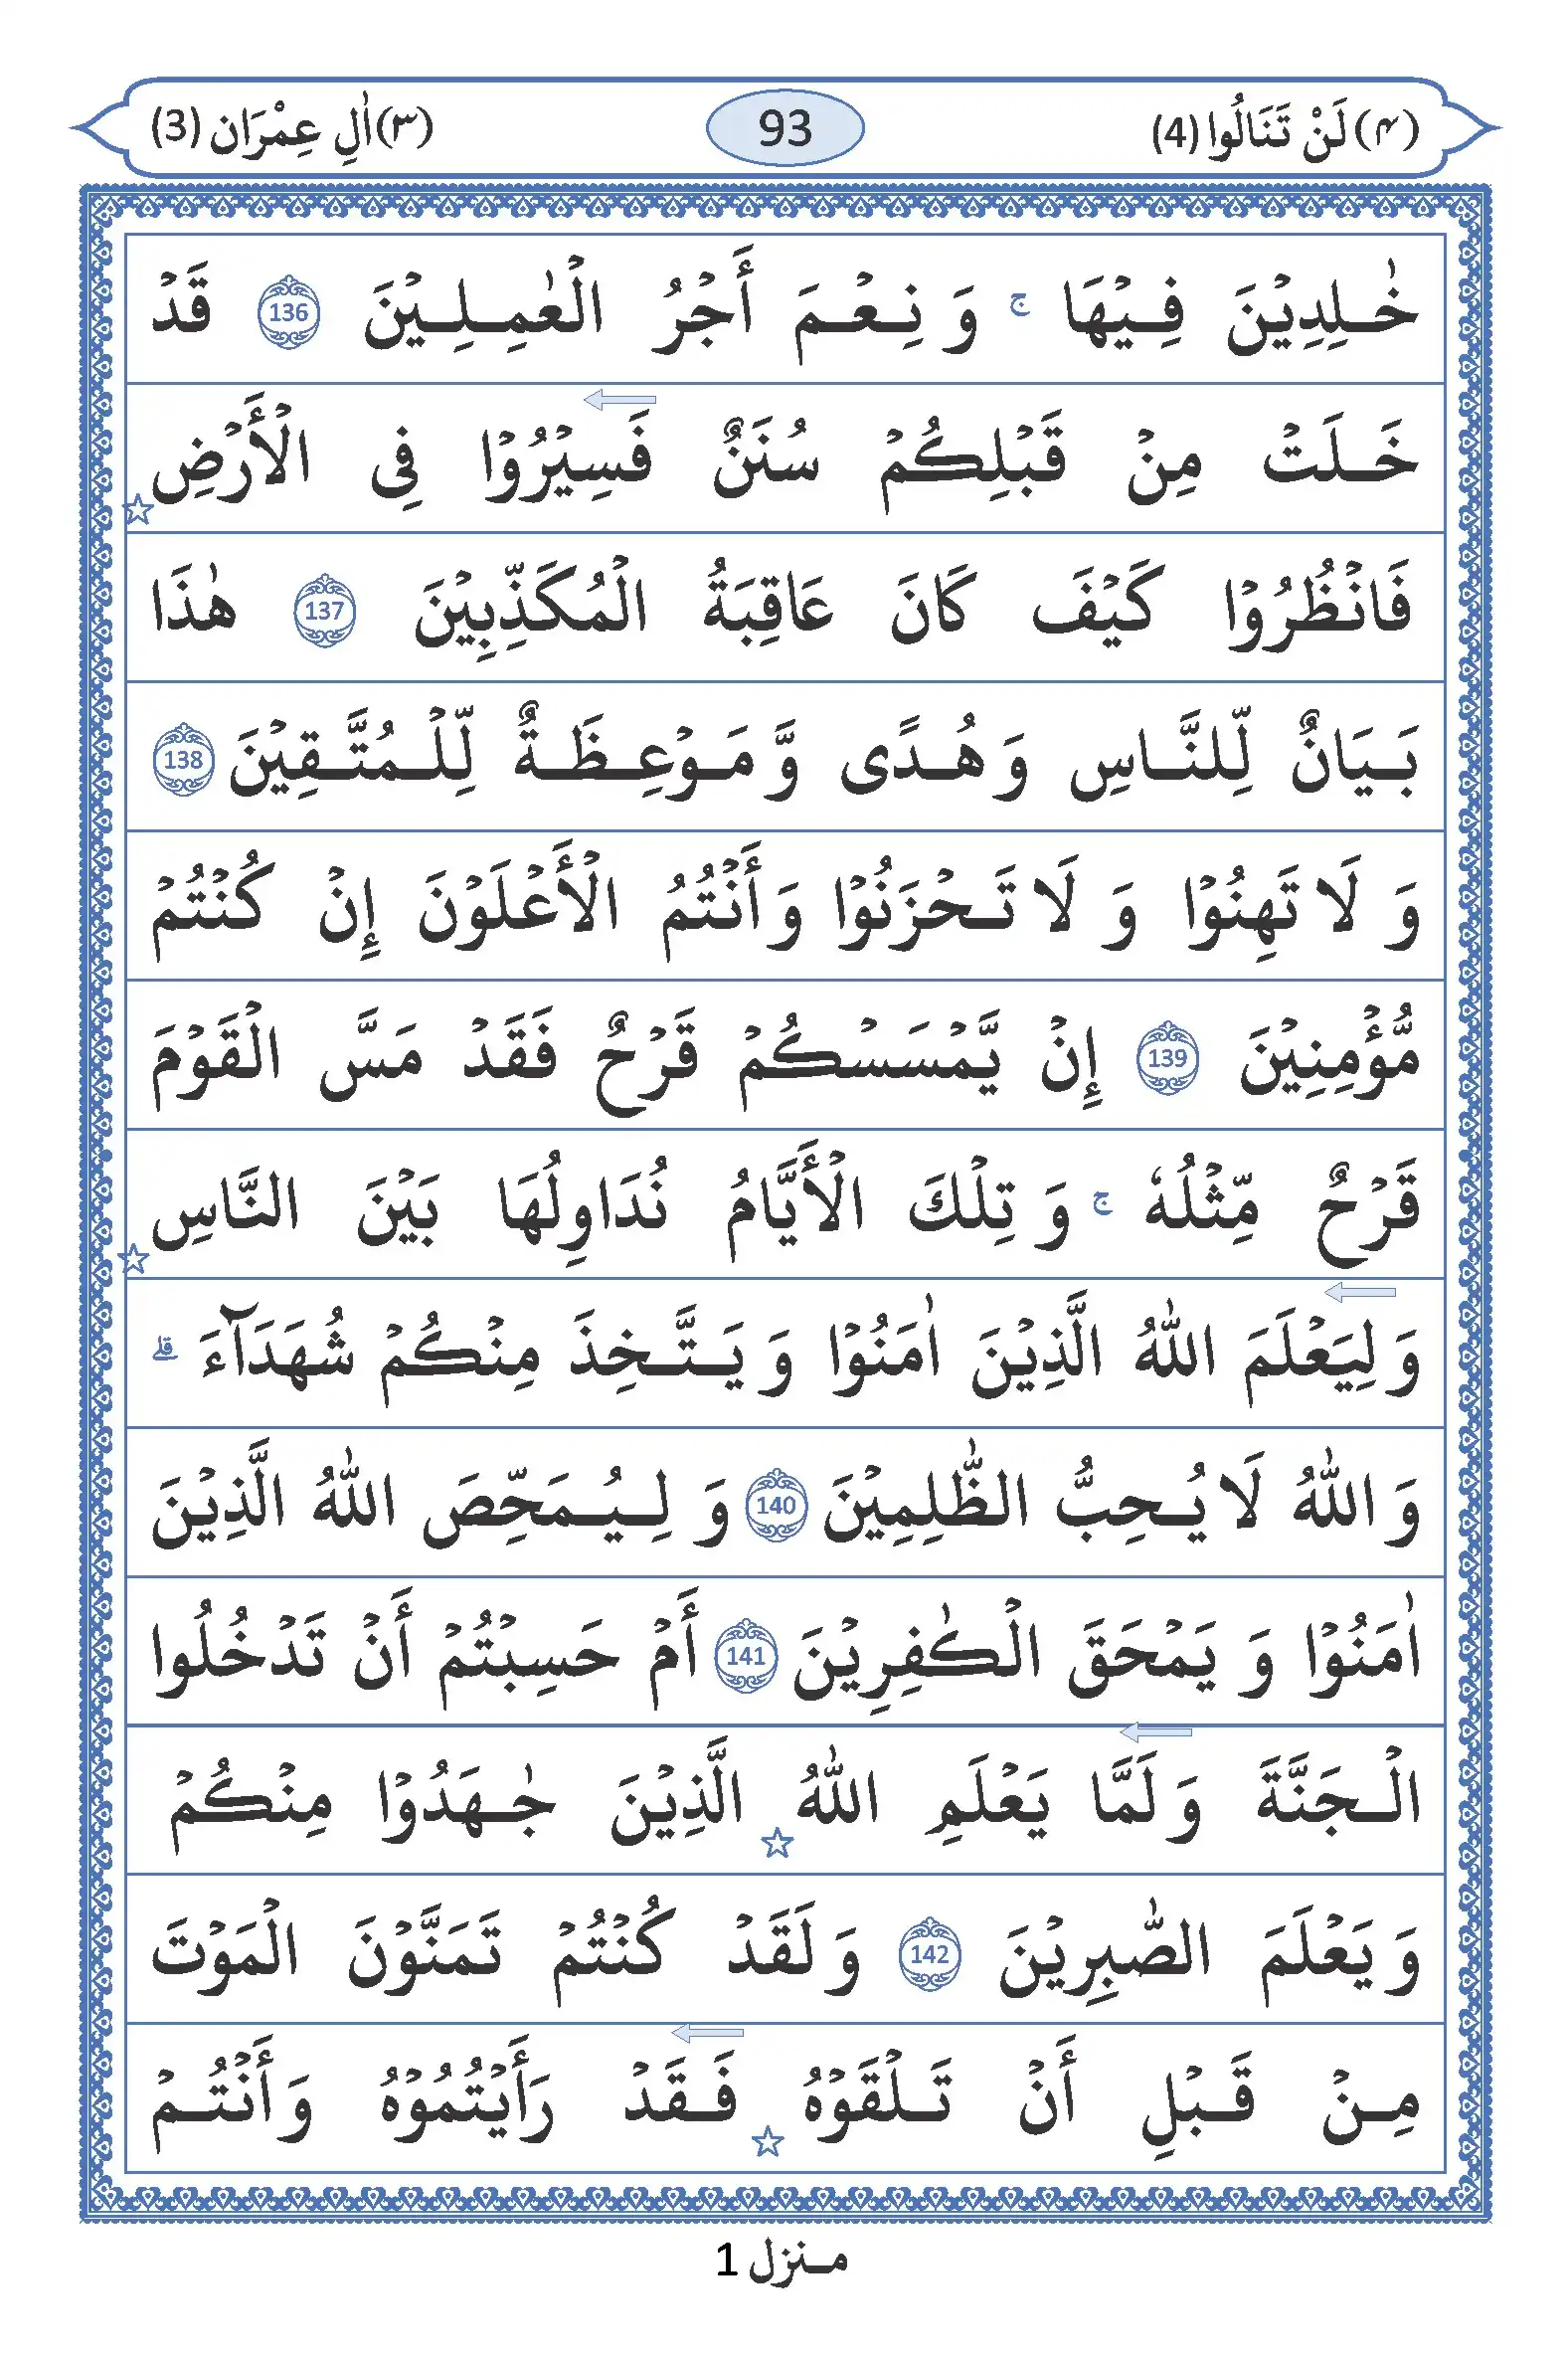 (۴) لَنْ تَنَالُوا (4) 93 (۳) اٰلِ عِمْرَان (3)
خٰلِدِيْنَ فِيْهَا ج وَ نِعْمَ أَجْرُ الْعٰمِلِيْنَ 136 قَدْ
خَلَتْ مِنْ قَبْلِكُمْ سُنَنٌ فَسِيْرُوْا فِى الْأَرْضِ
فَانْظُرُوْا كَيْفَ كَانَ عَاقِبَةُ الْمُكَذِّبِيْنَ 137 هٰذَا
بَيَانٌ لِّلنَّاسِ وَ هُدًى وَّ مَوْعِظَةٌ لِّلْمُتَّقِيْنَ 138
وَ لَا تَهِنُوْا وَ لَا تَحْزَنُوْا وَ أَنْتُمُ الْأَعْلَوْنَ إِنْ كُنْتُمْ
مُّؤْمِنِيْنَ 139 إِنْ يَّمْسَسْكُمْ قَرْحٌ فَقَدْ مَسَّ الْقَوْمَ
قَرْحٌ مِّثْلُهٗ ج وَ تِلْكَ الْأَيَّامُ نُدَاوِلُهَا بَيْنَ النَّاسِ
وَ لِيَعْلَمَ اللّٰهُ الَّذِيْنَ اٰمَنُوْا وَ يَتَّخِذَ مِنْكُمْ شُهَدَآءَ قلے
وَ اللّٰهُ لَا يُحِبُّ الظّٰلِمِيْنَ 140 وَ لِيُمَحِّصَ اللّٰهُ الَّذِيْنَ
اٰمَنُوْا وَ يَمْحَقَ الْكٰفِرِيْنَ 141 أَمْ حَسِبْتُمْ أَنْ تَدْخُلُوا
الْجَنَّةَ وَ لَمَّا يَعْلَمِ اللّٰهُ الَّذِيْنَ جٰهَدُوْا مِنْكُمْ
وَ يَعْلَمَ الصّٰبِرِيْنَ 142 وَ لَقَدْ كُنْتُمْ تَمَنَّوْنَ الْمَوْتَ
مِنْ قَبْلِ أَنْ تَلْقَوْهُ فَقَدْ رَأَيْتُمُوْهُ وَ أَنْتُمْ
منزل 1